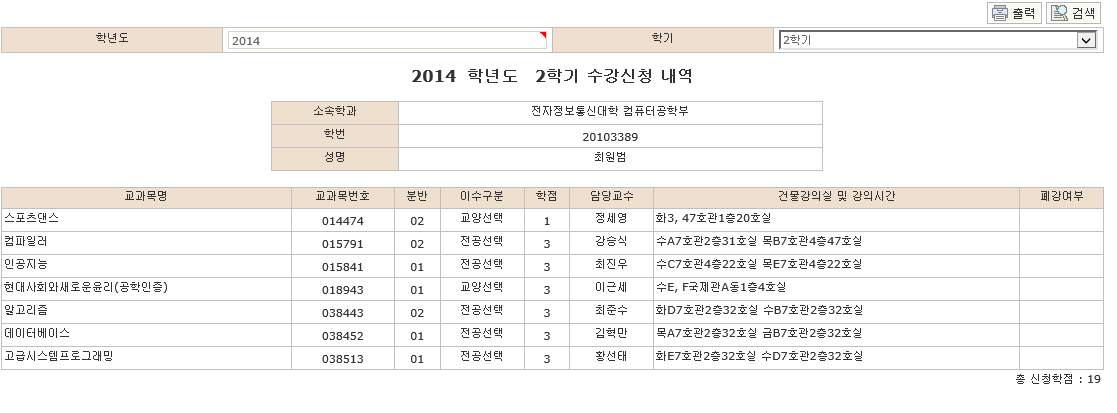 출력 검색
학년도 2014 학기 2학기
2014 학년도 2학기 수강신청 내역
소속학과 전자정보통신대학 컴퓨터공학부
학번 20103389
성명 최원범
교과목명 교과목번호 분반 이수구분 학점 담당교수 건물강의실 및 강의시간 폐강여부
스포츠댄스 014474 02 교양선택 1 정세영 화3, 47호관1층20호실
컴파일러 015791 02 전공선택 3 강승식 수A7호관2층31호실 목B7호관4층47호실
인공지능 015841 01 전공선택 3 최진우 수C7호관4층22호실 목E7호관4층22호실
현대사회와새로운윤리(공학인증) 018943 01 교양선택 3 이근세 수E, F국제관A동1층4호실
알고리즘 038443 02 전공선택 3 최준수 화D7호관2층32호실 수B7호관2층32호실
데이터베이스 038452 01 전공선택 3 김혁만 목A7호관2층32호실 금B7호관2층32호실
고급시스템프로그래밍 038513 01 전공선택 3 황선태 화E7호관2층32호실 수D7호관2층32호실
총 신청학점 : 19